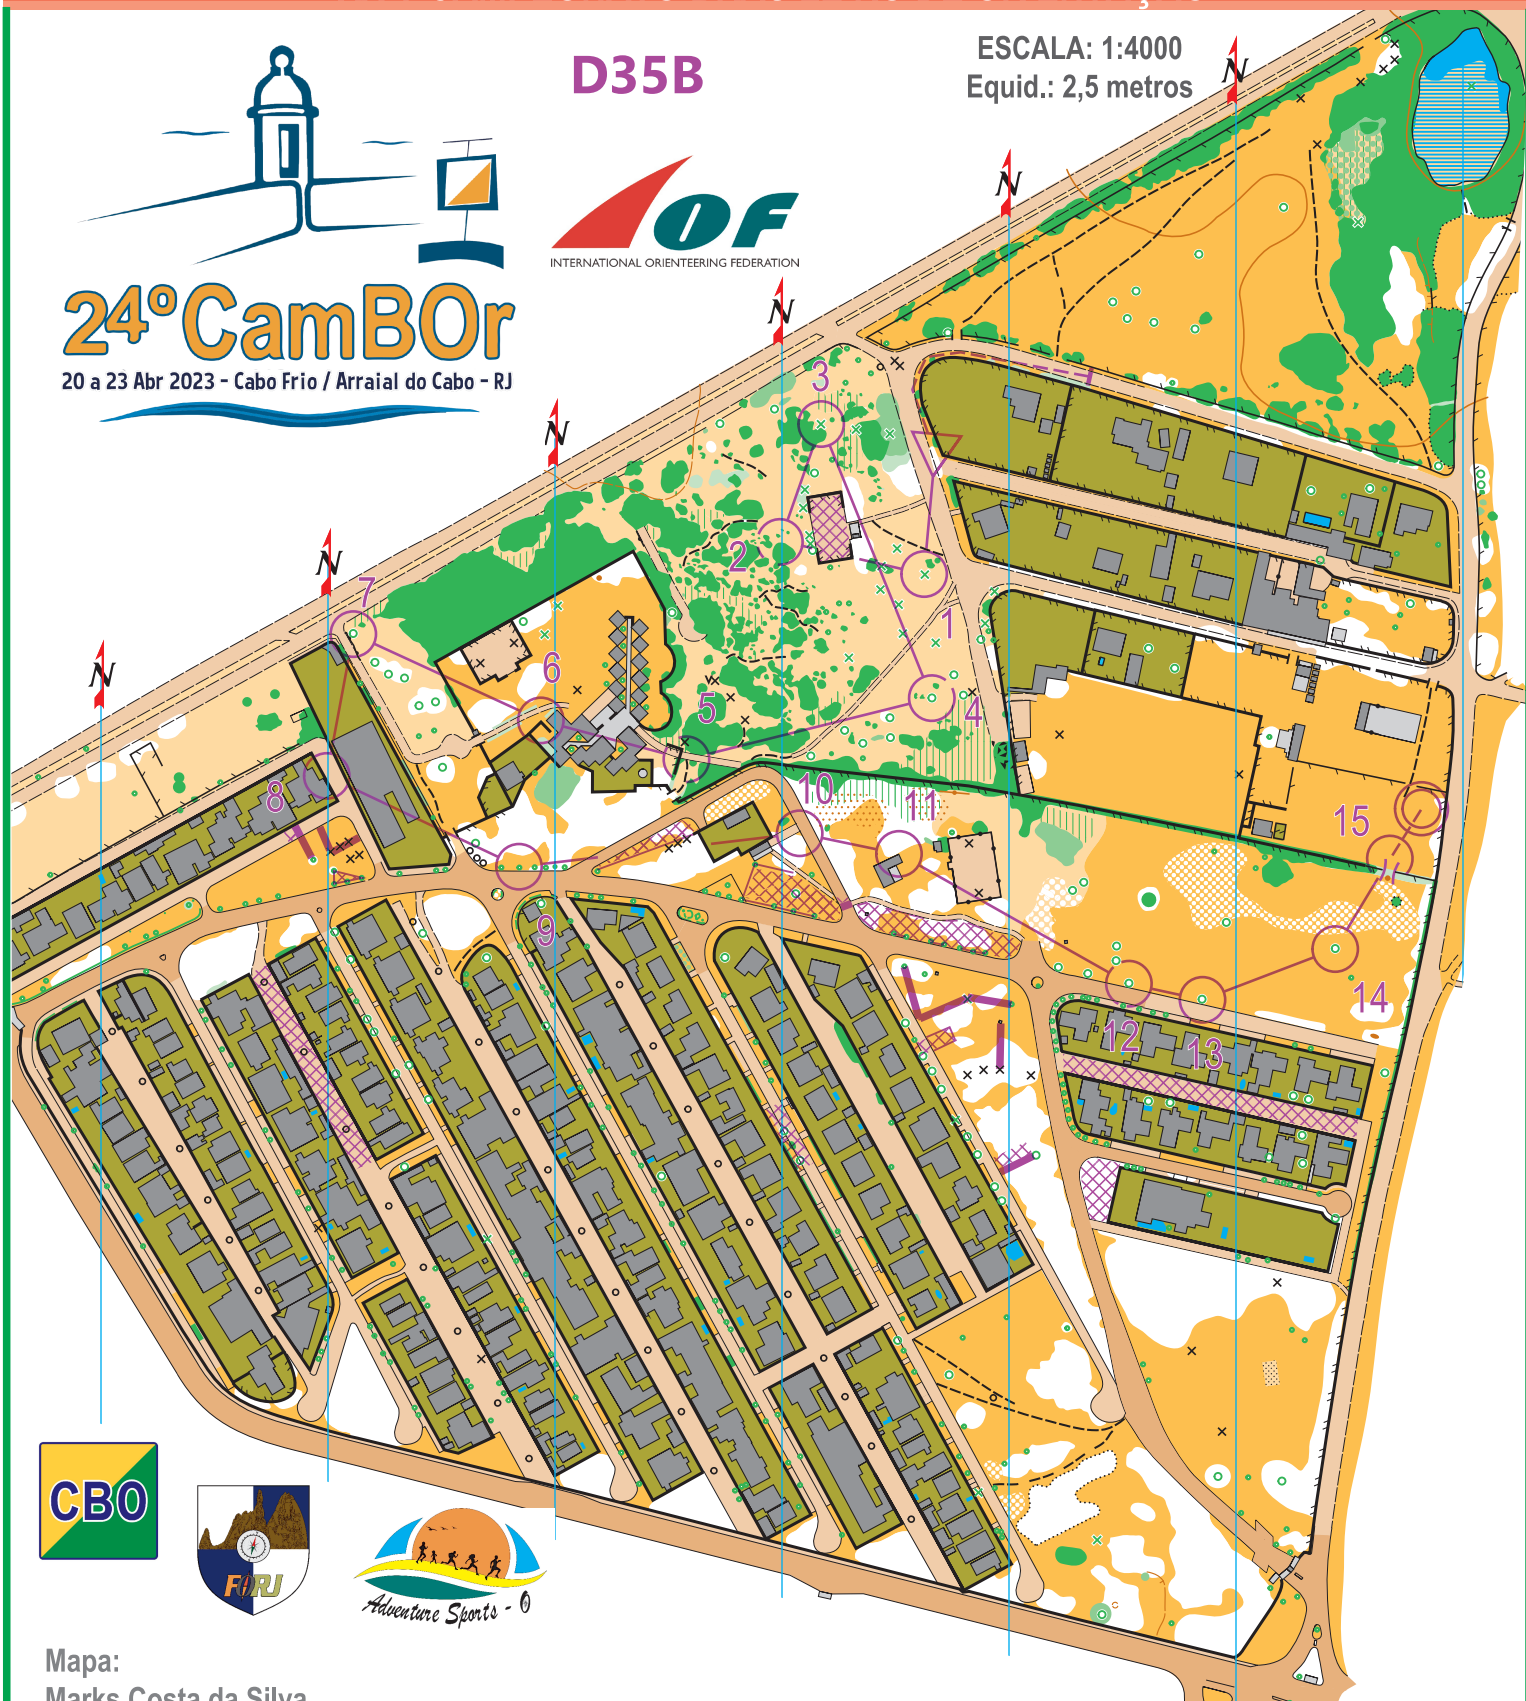 D35B
ESCALA: 1:4000
Equid.: 2,5 metros
N
N
IOF
INTERNATIONAL ORIENTEERING FEDERATION
24ºCamBOr
20 a 23 Abr 2023 - Cabo Frio / Arraial do Cabo - RJ
N
N
N
N
N
3
2
1
7
6
5
4
8
10
11
15
9
14
12
13
CBO
FORJ
Adventure Sports - O
Mapa:
Marks Costa da Silva